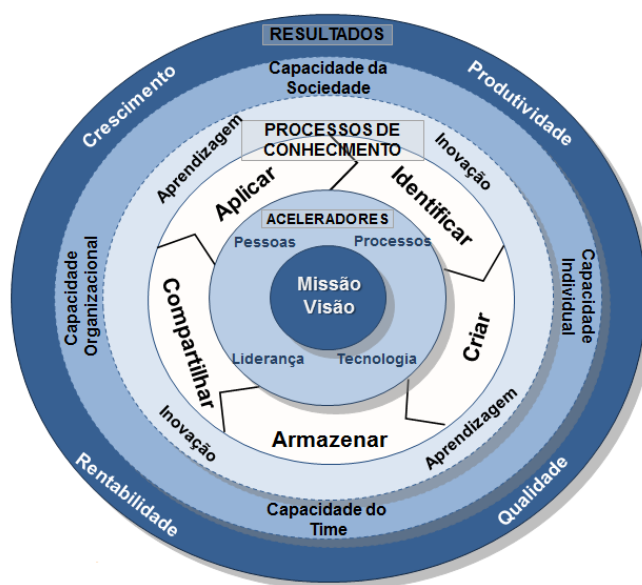 RESULTADOS
Crescimento
Produtividade
Capacidade da
Sociedade
Aprendizagem
PROCESSOS DE
CONHECIMENTO
Inovação
Aplicar
Identificar
ACELERADORES
Pessoas
Processos
Capacidade
Organizacional
Missão
Visão
Capacidade
Individual
Compartilhar
Criar
Liderança
Tecnologia
Inovação
Armazenar
Aprendizagem
Rentabilidade
Capacidade do
Time
Qualidade